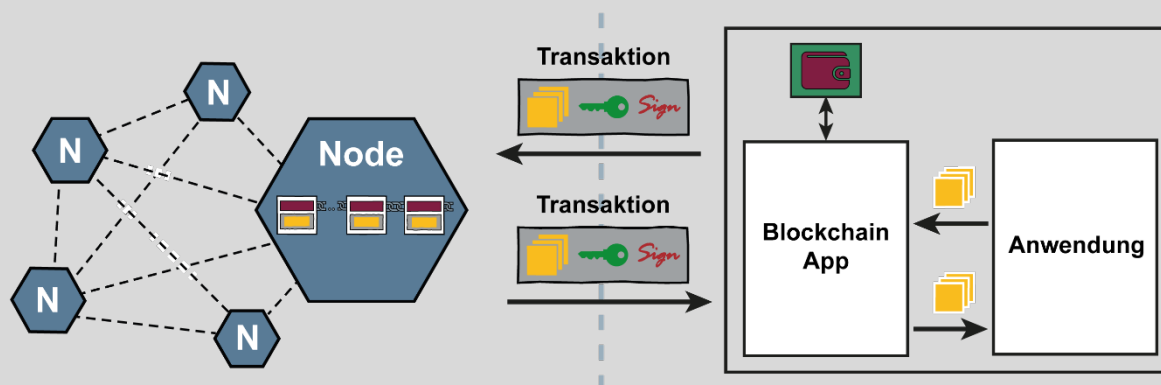 N
N
N
N
Node
Transaktion
Sign
Transaktion
Sign
Blockchain
App
Anwendung